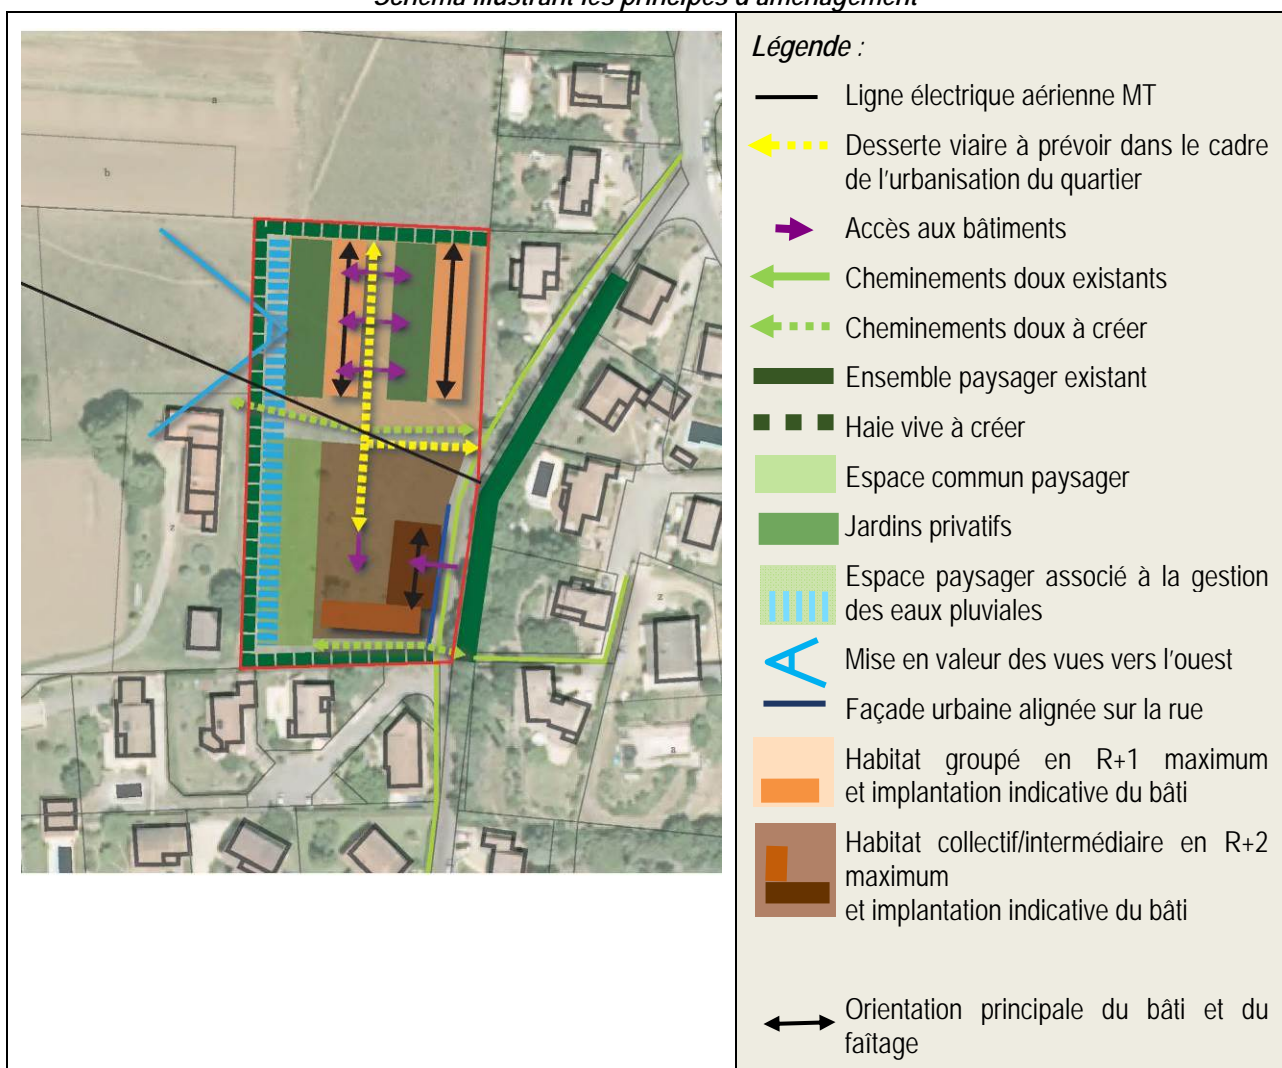 Schéma illustrant les principes d'aménagement
Légende :
Ligne électrique aérienne MT
Desserte viaire à prévoir dans le cadre
de l'urbanisation du quartier
Accès aux bâtiments
Cheminements doux existants
Cheminements doux à créer
Ensemble paysager existant
Haie vive à créer
Espace commun paysager
Jardins privatifs
Espace paysager associé à la gestion
des eaux pluviales
Mise en valeur des vues vers l'ouest
Façade urbaine alignée sur la rue
Habitat groupé en R+1 maximum
et implantation indicative du bâti
Habitat collectif/intermédiaire en R+2
maximum
et implantation indicative du bâti
Orientation principale du bâti et du
faîtage
a
b